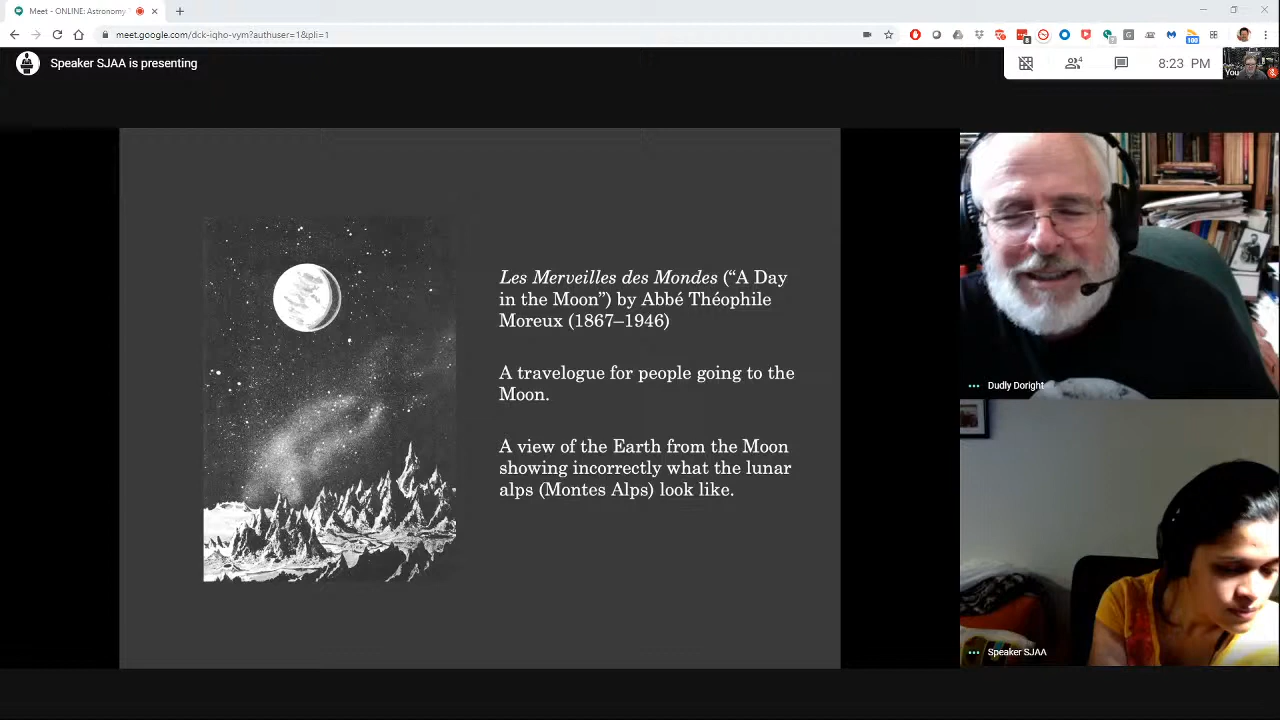 Meet - ONLINE: Astronomy
meet.google.com/dck-iqho-vym?authuser=1&pli=1
100
Speaker SJAA is presenting
4
8:23 PM
You
Les Merveilles des Mondes (“A Day
in the Moon”) by Abbé Théophile
Moreux (1867–1946)
A travelogue for people going to the
Moon.
A view of the Earth from the Moon
showing incorrectly what the lunar
alps (Montes Alps) look like.
Dudly Doright
Speaker SJAA